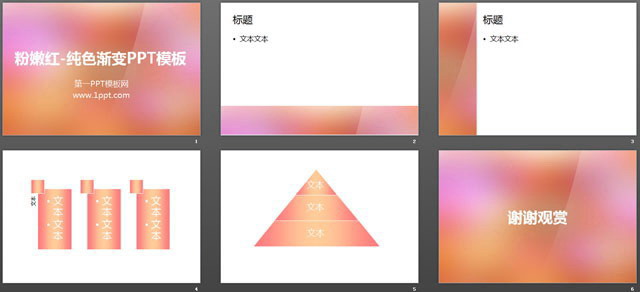 粉嫩红-纯色渐变PPT模板
第一PPT模板网
www.1ppt.com
1
标题
• 文本文本
2
标题
• 文本文本
3
文本
• 文本
• 文本
• 文本
• 文本
• 文本
• 文本
4
文本
文本
文本
5
谢谢观赏
6